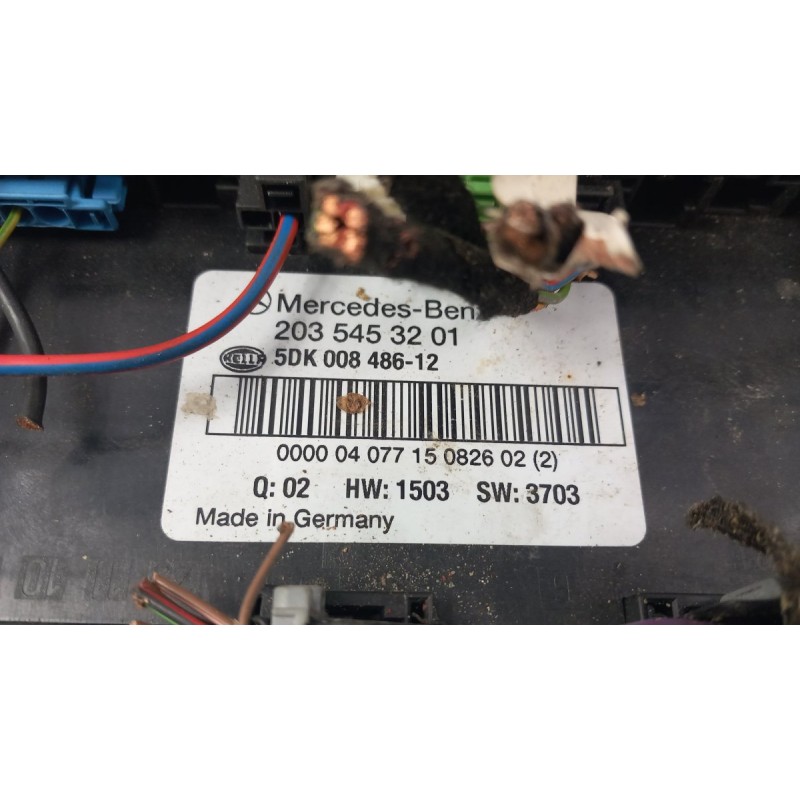 Mercedes-Ben
203 545 32 01
HELLA 5DK 008 486-12
0000 04 077 15 0826 02 (2)
Q: 02 HW: 1503 SW: 3703
Made in Germany